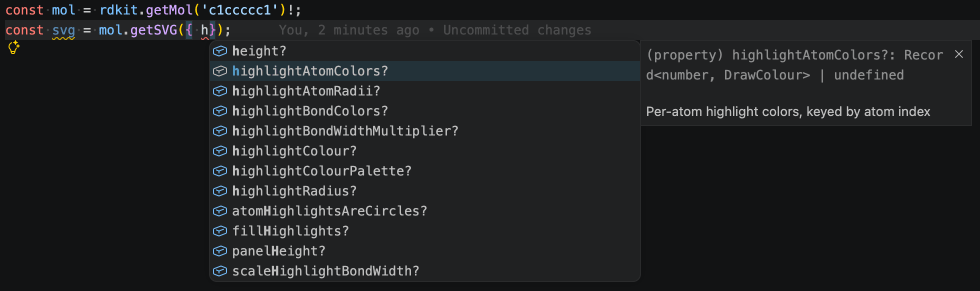 const mol = rdkit.getMol('c1ccccc1')!;
const svg = mol.getSVG({ h});
You, 2 minutes ago • Uncommitted changes
height?
highlightAtomColors?
highlightAtomRadii?
highlightBondColors?
highlightBondWidthMultiplier?
highlightColour?
highlightColourPalette?
highlightRadius?
atomHighlightsAreCircles?
fillHighlights?
panelHeight?
scaleHighlightBondWidth?
(property) highlightAtomColors?: Recor
d<number, DrawColour> | undefined
Per-atom highlight colors, keyed by atom index